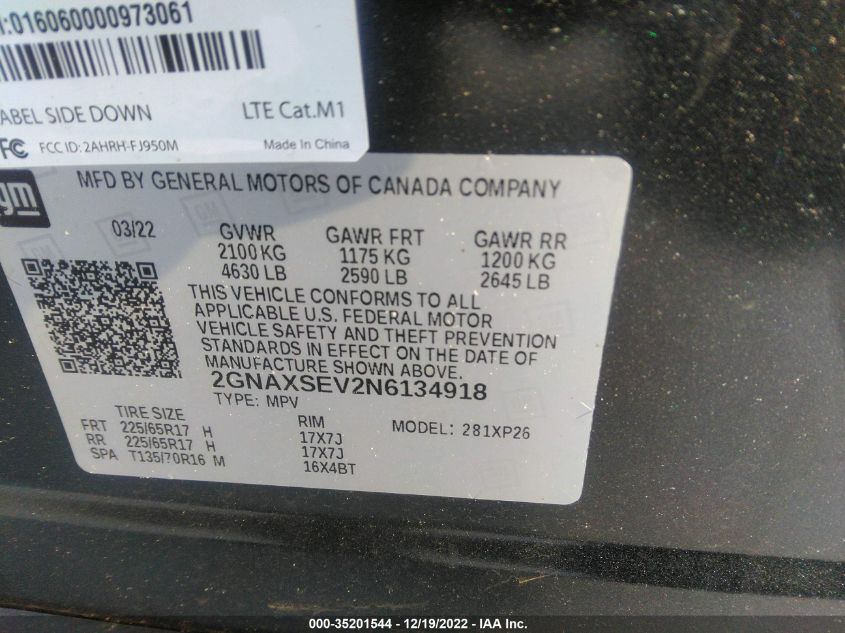 :016060000973061
ABEL SIDE DOWN
LTE Cat.M1
FC FCC ID: 2AHRH-FJ950M
Made In China
gm
MFD BY GENERAL MOTORS OF CANADA COMPANY
03/22
GVWR
2100 KG
4630 LB
GAWR FRT
1175 KG
2590 LB
GAWR RR
1200 KG
2645 LB
THIS VEHICLE CONFORMS TO ALL
APPLICABLE U.S. FEDERAL MOTOR
VEHICLE SAFETY AND THEFT PREVENTION
STANDARDS IN EFFECT ON THE DATE OF
MANUFACTURE SHOWN ABOVE.
2GNAXSEV2N6134918
TYPE: MPV
TIRE SIZE
RIM
MODEL: 281XP26
FRT 225/65R17 H 17X7J
RR 225/65R17 H 17X7J
SPA T135/70R16 M 16X4BT
000-35201544 - 12/19/2022 - IAA Inc.